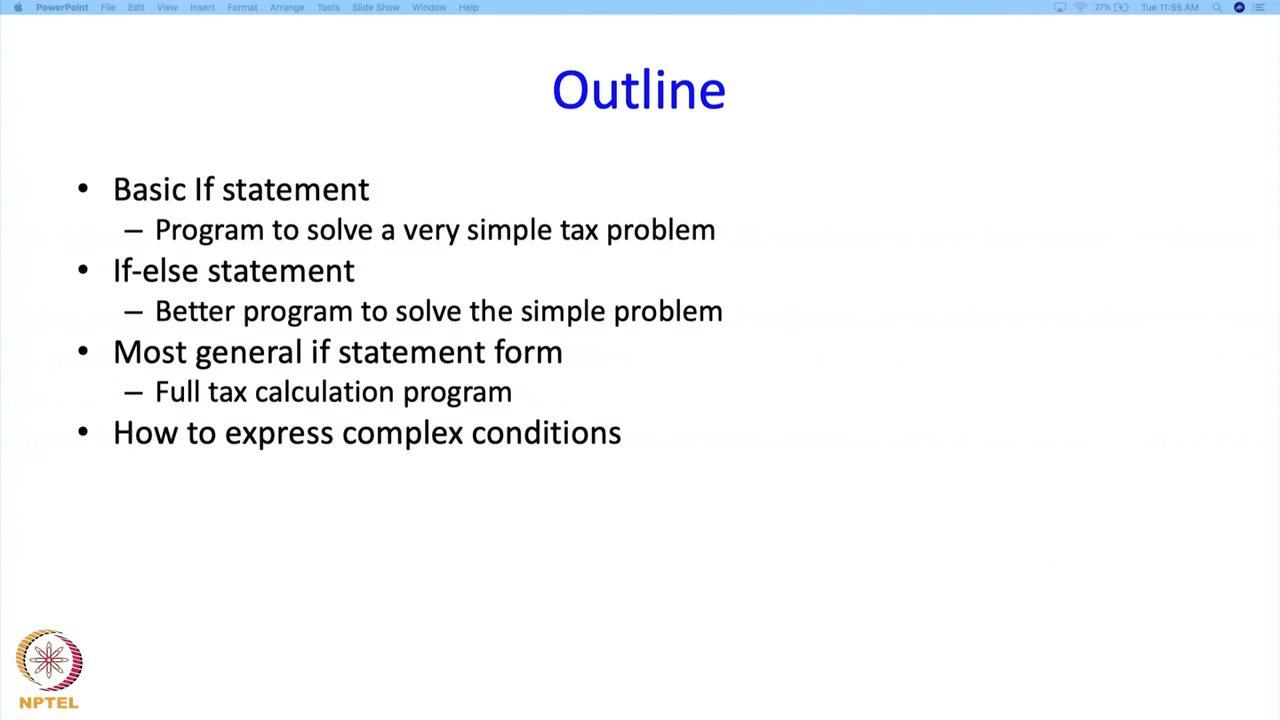 PowerPoint File Edit View Insert Format Arrange Tools Slide Show Window Help 27% Tue 11:55 AM
Outline
• Basic If statement
– Program to solve a very simple tax problem
• If-else statement
– Better program to solve the simple problem
• Most general if statement form
– Full tax calculation program
• How to express complex conditions
NPTEL